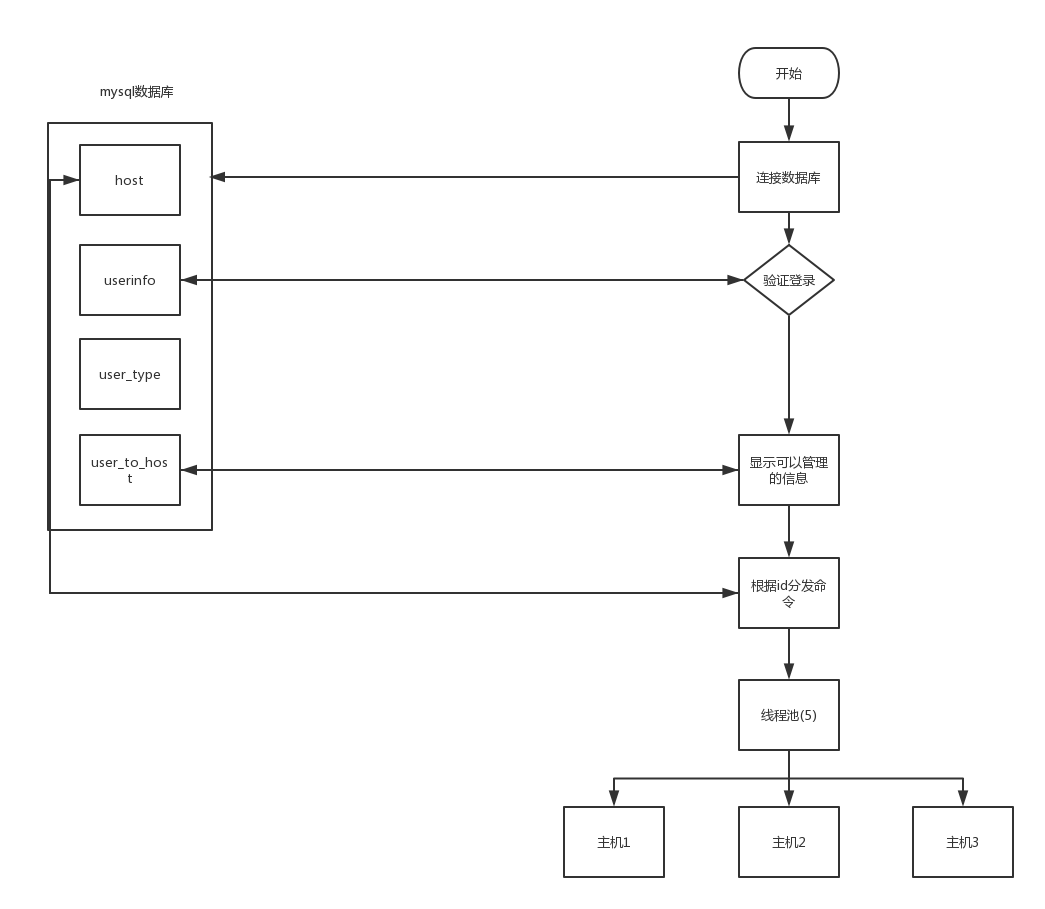 开始
mysql数据库
host
连接数据库
userinfo
验证登录
user_type
user_to_hos
t
显示可以管理
的信息
根据id分发命
令
线程池(5)
主机1
主机2
主机3